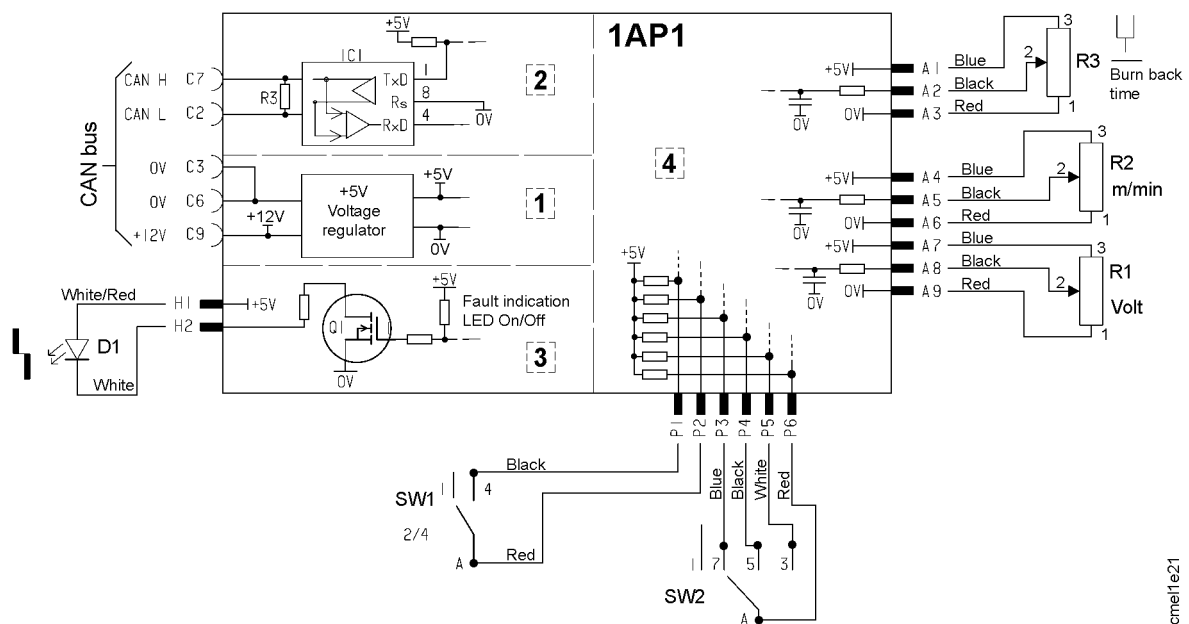 1AP1
+5V
IC1
CAN H C7
CAN L C2
R3
TxD 1
Rs 8
0V
RxD 4
2
CAN bus
0V C3
0V C6
+12V C9
+12V
+5V
Voltage
regulator
+5V
0V
1
White/Red
H1
+5V
H2
D1
White
Q1
0V
+5V
Fault indication
LED On/Off
3
4
+5V
0V
0V
A1 Blue
A2 Black
A3 Red
3
2
1
R3
Burn back
time
+5V
0V
0V
A4 Blue
A5 Black
A6 Red
3
2
1
R2
m/min
+5V
0V
0V
A7 Blue
A8 Black
A9 Red
3
2
1
R1
Volt
+5V
P1 P2 P3 P4 P5 P6
Black
SW1
1 4
2/4
A
Red
Blue
Black
White
Red
1 7 5 3
SW2
A
cmel1e21